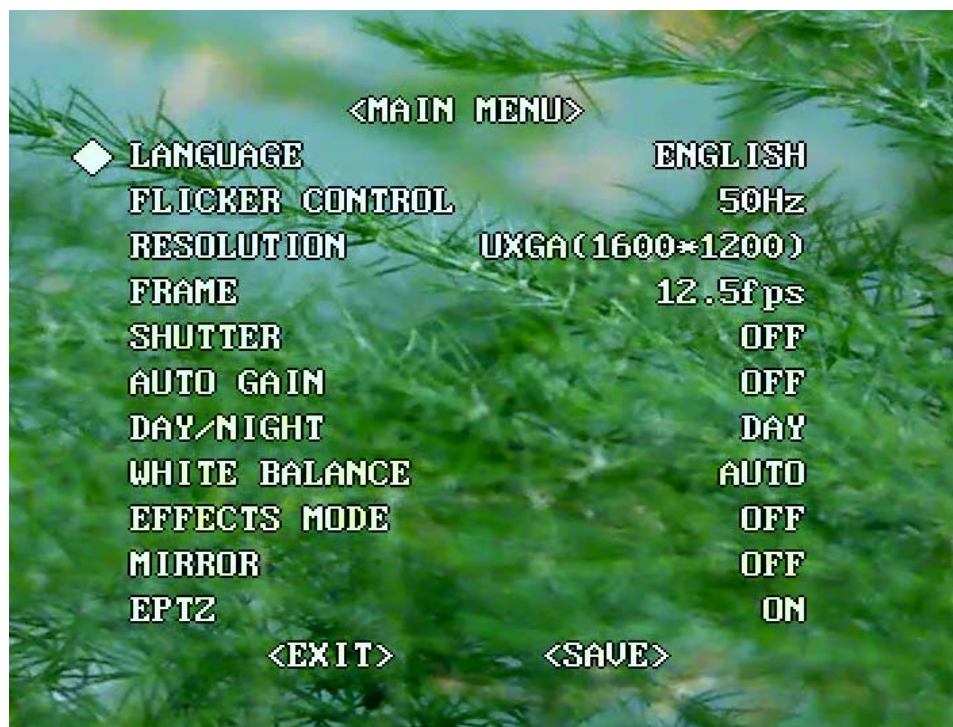 <MAIN MENU>
LANGUAGE ENGLISH
FLICKER CONTROL 50Hz
RESOLUTION UXGA(1600*1200)
FRAME 12.5fps
SHUTTER OFF
AUTO GAIN OFF
DAY/NIGHT DAY
WHITE BALANCE AUTO
EFFECTS MODE OFF
MIRROR OFF
EPTZ ON
<EXIT> <SAVE>